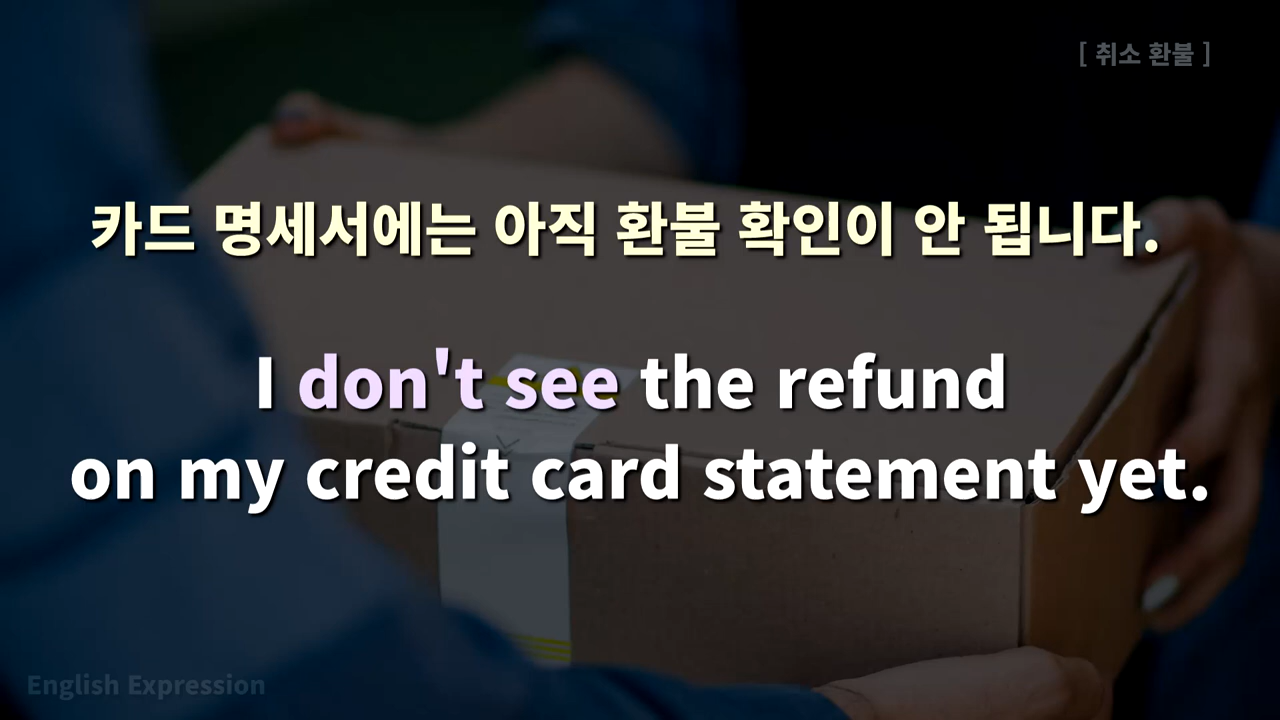 [ 취소 환불 ]
카드 명세서에는 아직 환불 확인이 안 됩니다.
I don't see the refund
on my credit card statement yet.
English Expression